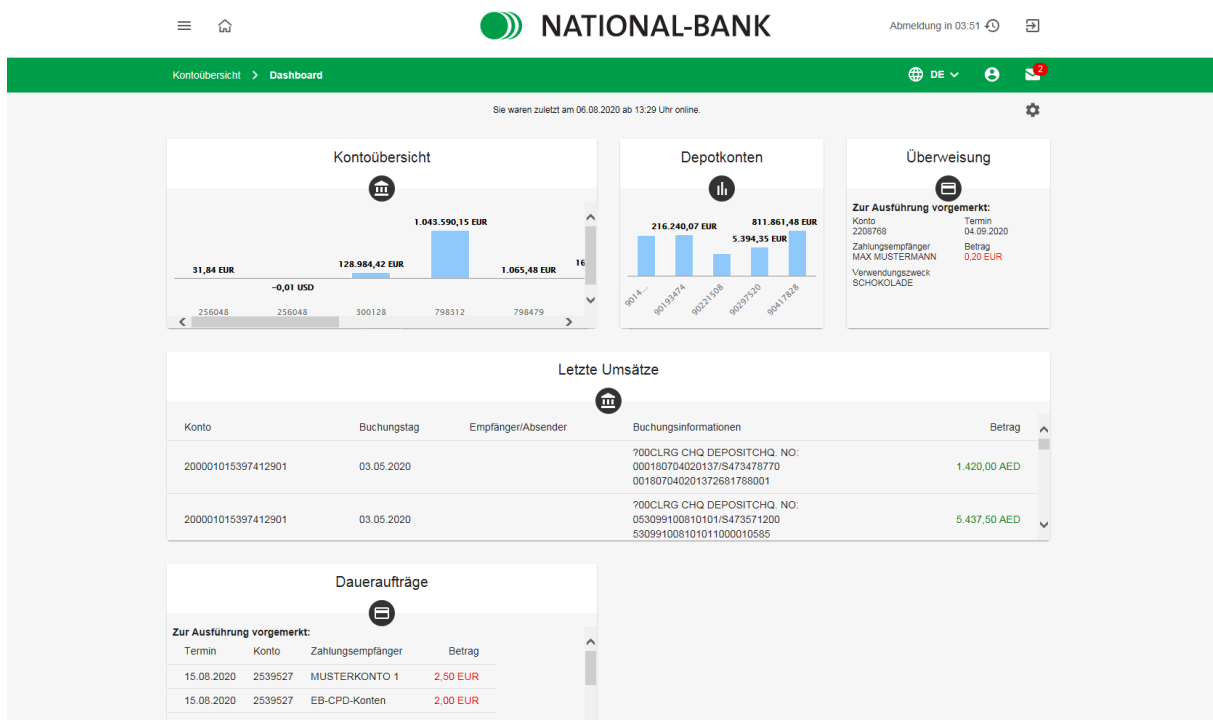 NATIONAL-BANK
Abmeldung in 03:51
Kontoübersicht > Dashboard
DE
2
Sie waren zuletzt am 06.08.2020 ab 13:29 Uhr online.
Kontoübersicht
31,84 EUR
−0,01 USD
128.984,42 EUR
1.043.590,15 EUR
1.065,48 EUR
16
256048
256048
300128
798312
798479
Depotkonten
216.240,07 EUR
5.394,35 EUR
811.861,48 EUR
9014...
90193474
90221508
90297520
90417828
Überweisung
Zur Ausführung vorgemerkt:
Konto Termin
2208768 04.09.2020
Zahlungsempfänger Betrag
MAX MUSTERMANN 0,20 EUR
Verwendungszweck
SCHOKOLADE
Letzte Umsätze
Konto Buchungstag Empfänger/Absender Buchungsinformationen Betrag
?00CLRG CHQ DEPOSITCHQ. NO:
200001015397412901 03.05.2020 000180704020137/S473478770 1.420,00 AED
001807040201372681788001
?00CLRG CHQ DEPOSITCHQ. NO:
200001015397412901 03.05.2020 053099100810101/S473571200 5.437,50 AED
530991008101011000010585
Daueraufträge
Zur Ausführung vorgemerkt:
Termin Konto Zahlungsempfänger Betrag
15.08.2020 2539527 MUSTERKONTO 1 2,50 EUR
15.08.2020 2539527 EB-CPD-Konten 2,00 EUR